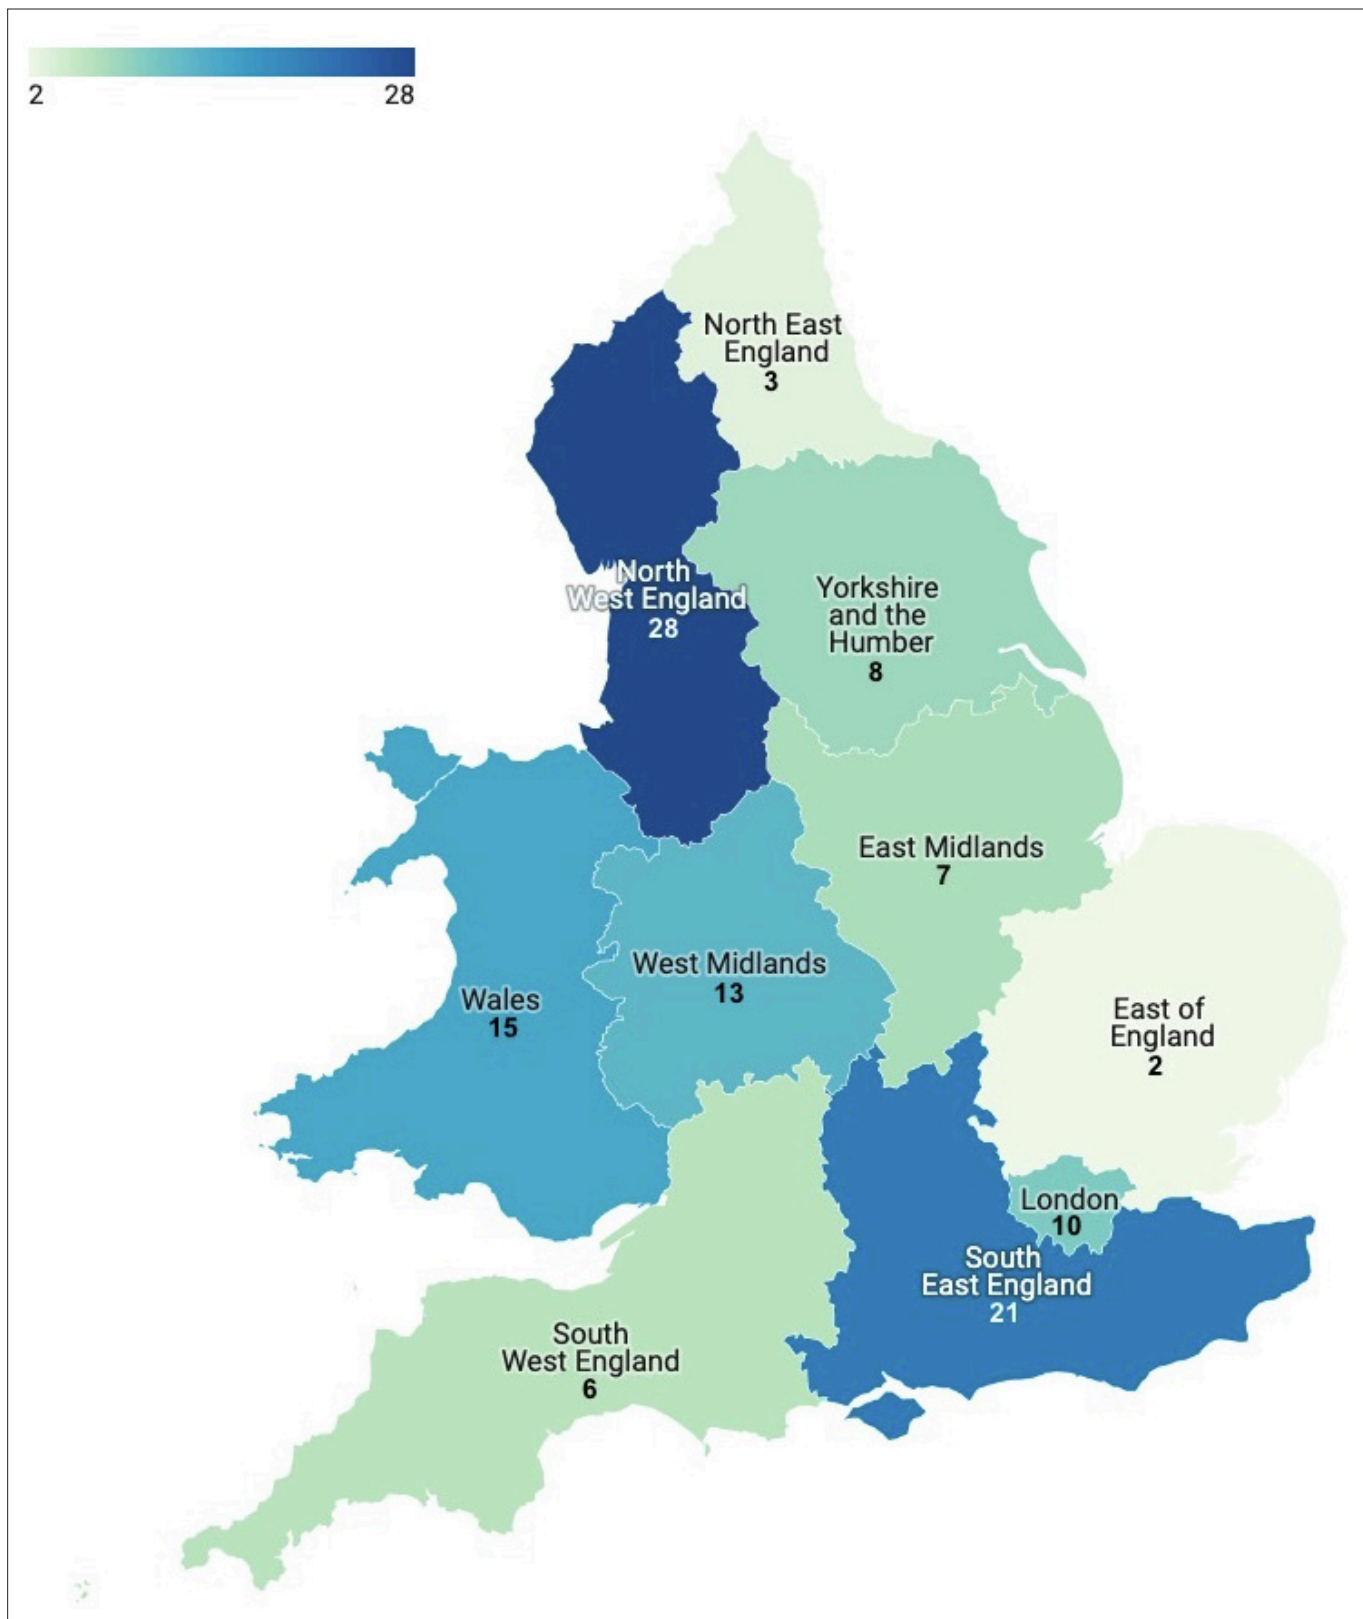 2 28
North East
England
3
North
West England
28
Yorkshire
and the
Humber
8
East Midlands
7
West Midlands
13
Wales
15
East of
England
2
London
10
South
East England
21
South
West England
6